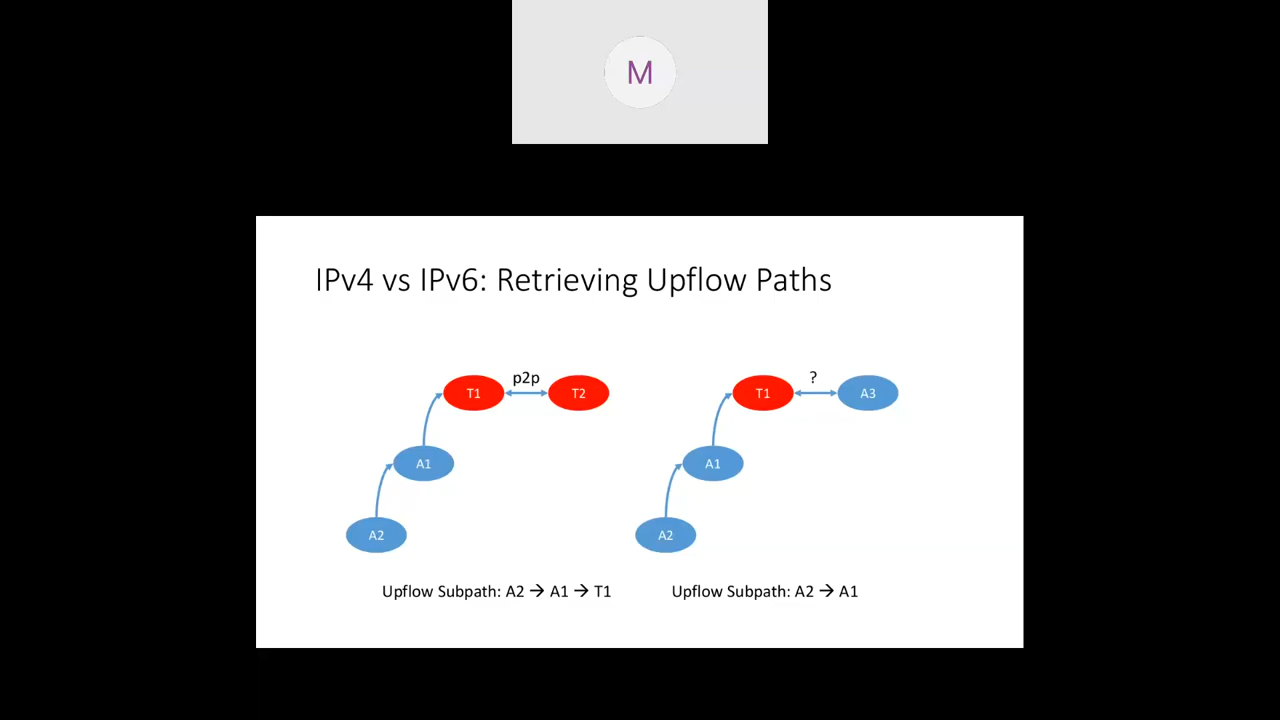 M
IPv4 vs IPv6: Retrieving Upflow Paths
T1 p2p T2
T1 ? A3
A1
A1
A2
A2
Upflow Subpath: A2 → A1 → T1
Upflow Subpath: A2 → A1